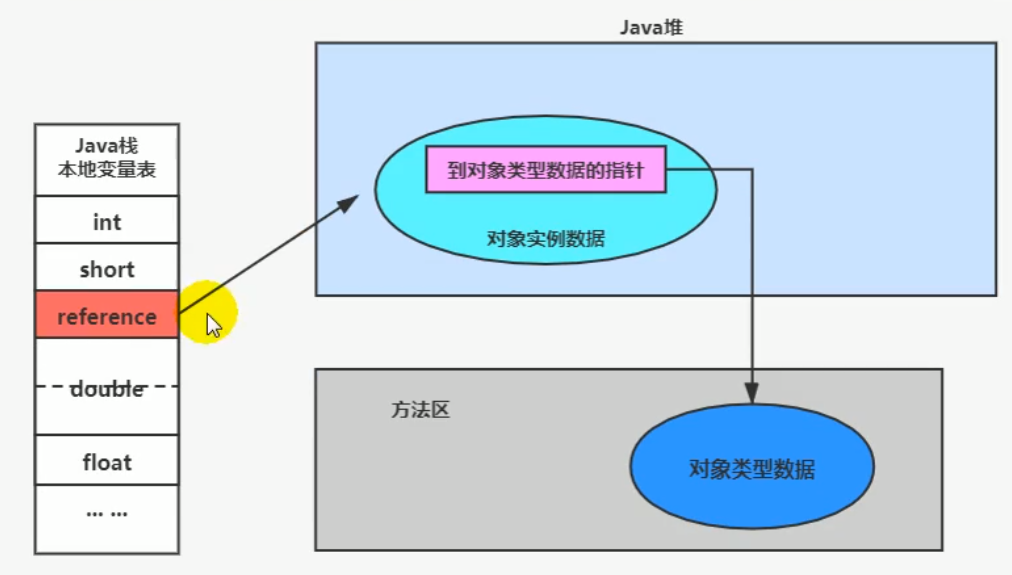 Java堆
Java栈
本地变量表
int
short
reference
double
float
... ...
到对象类型数据的指针
对象实例数据
方法区
对象类型数据